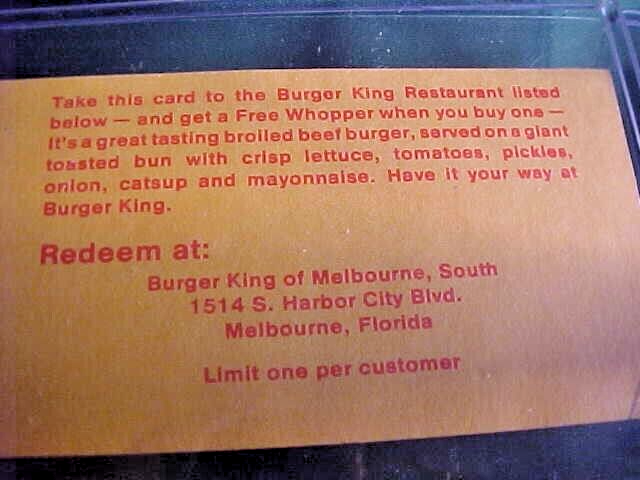 Take this card to the Burger King Restaurant listed
below — and get a Free Whopper when you buy one —
It's a great tasting broiled beef burger, served on a giant
toasted bun with crisp lettuce, tomatoes, pickles,
onion, catsup and mayonnaise. Have it your way at
Burger King.
Redeem at:
Burger King of Melbourne, South
1514 S. Harbor City Blvd.
Melbourne, Florida
Limit one per customer